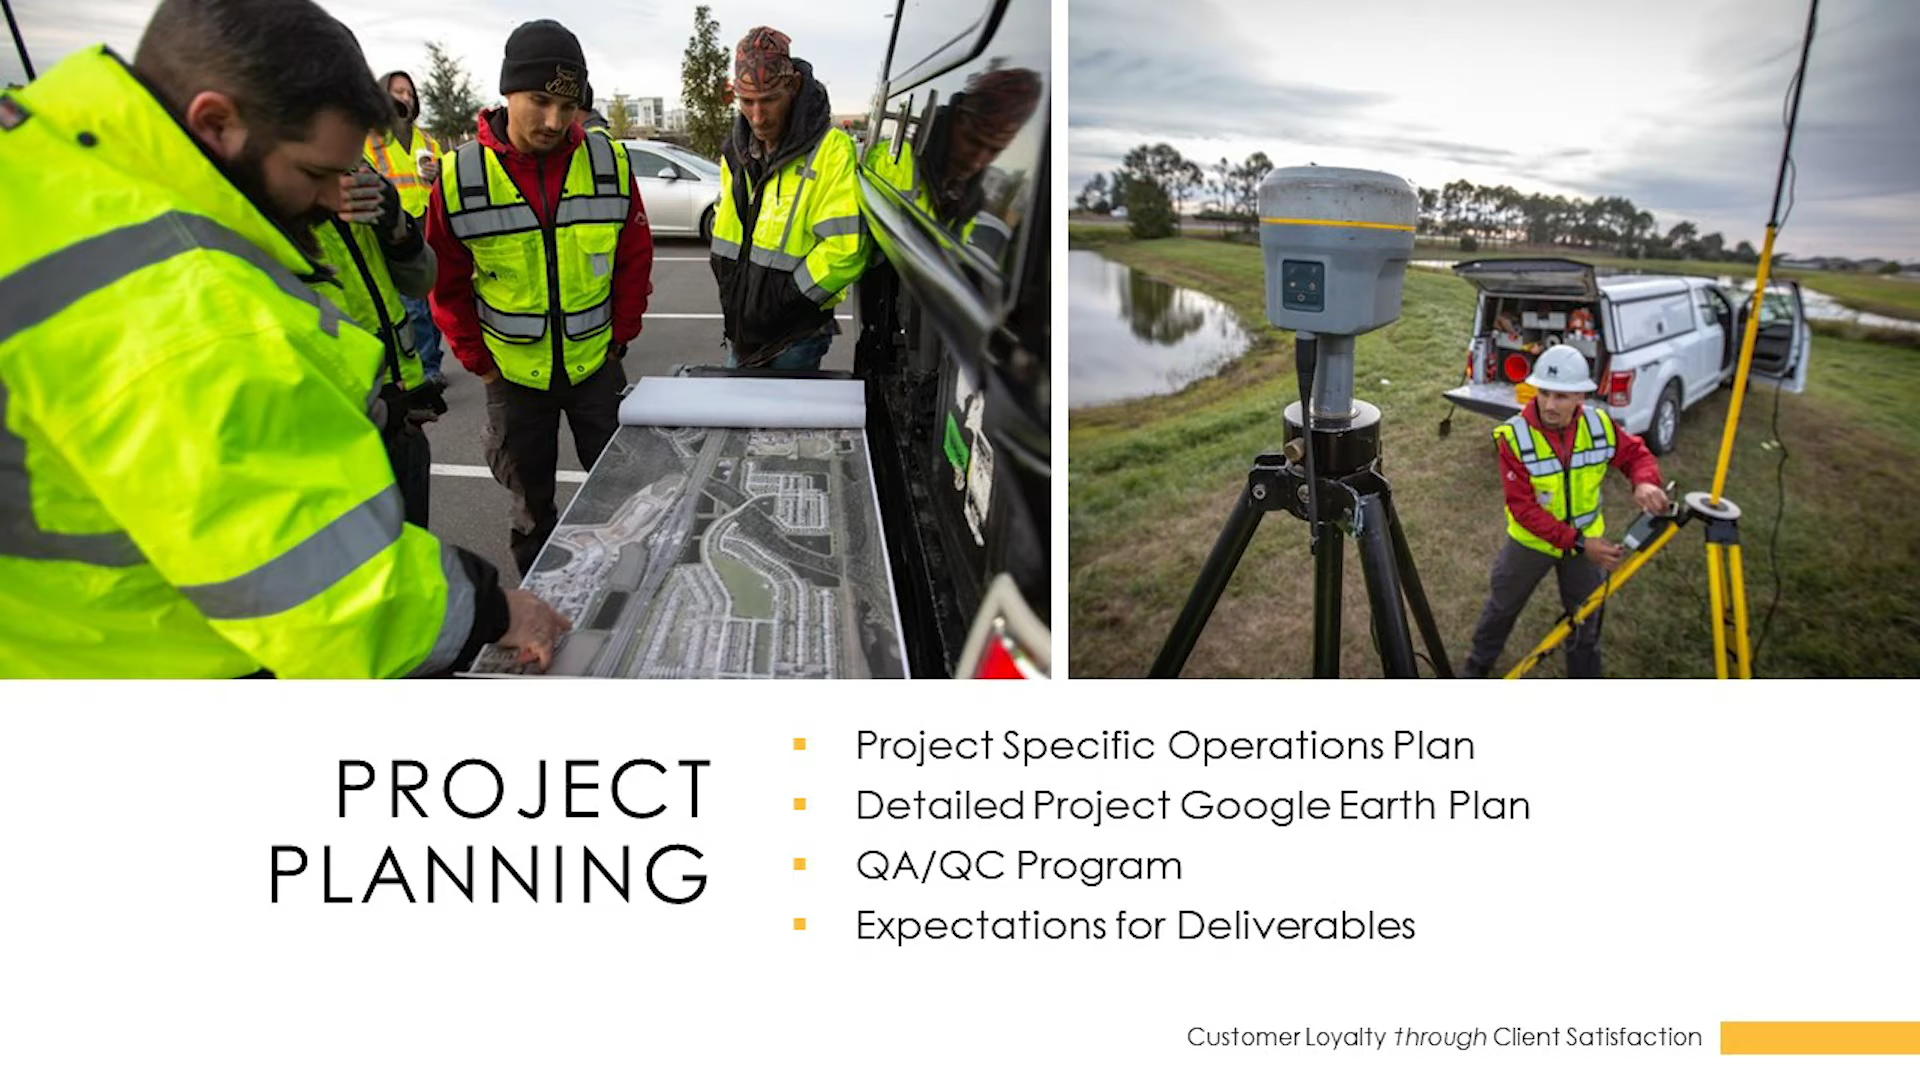 PROJECT
PLANNING
Project Specific Operations Plan
Detailed Project Google Earth Plan
QA/QC Program
Expectations for Deliverables
Customer Loyalty through Client Satisfaction